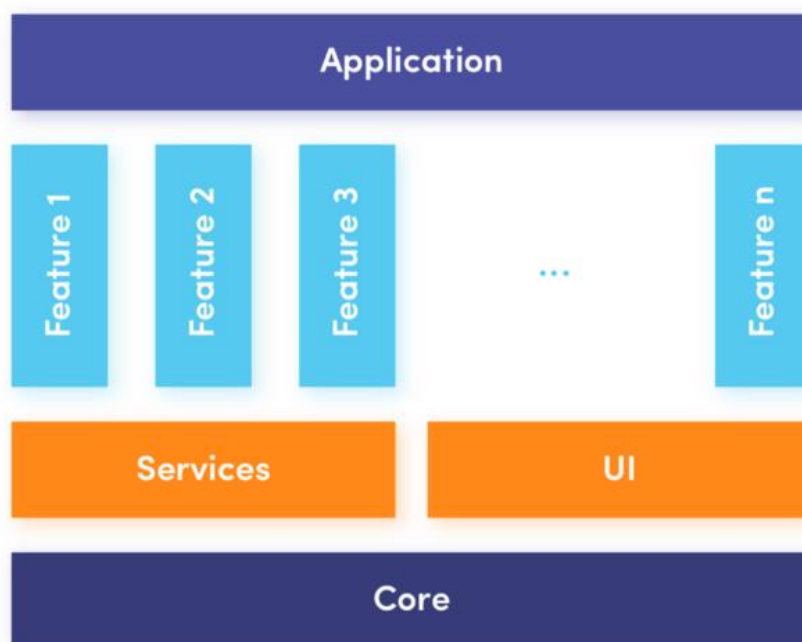 Application
Feature 1
Feature 2
Feature 3
...
Feature n
Services
UI
Core